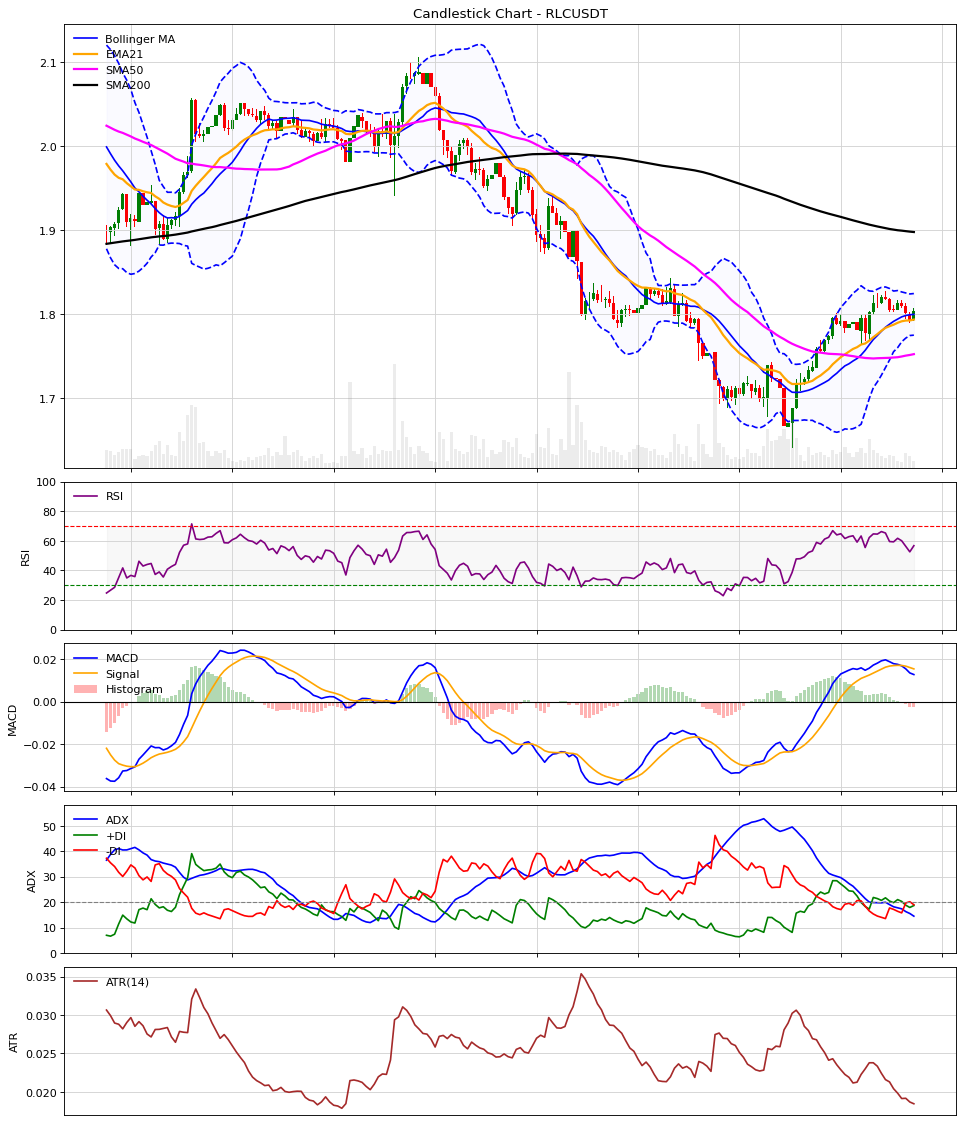 Candlestick Chart - RLCUSDT
Bollinger MA
EMA21
SMA50
SMA200
2.1
2.0
1.9
1.8
1.7
RSI
RSI
100
80
60
40
20
0
MACD
Signal
Histogram
MACD
0.02
0.00
−0.02
−0.04
ADX
+DI
-DI
ADX
50
40
30
20
10
0
ATR(14)
ATR
0.035
0.030
0.025
0.020